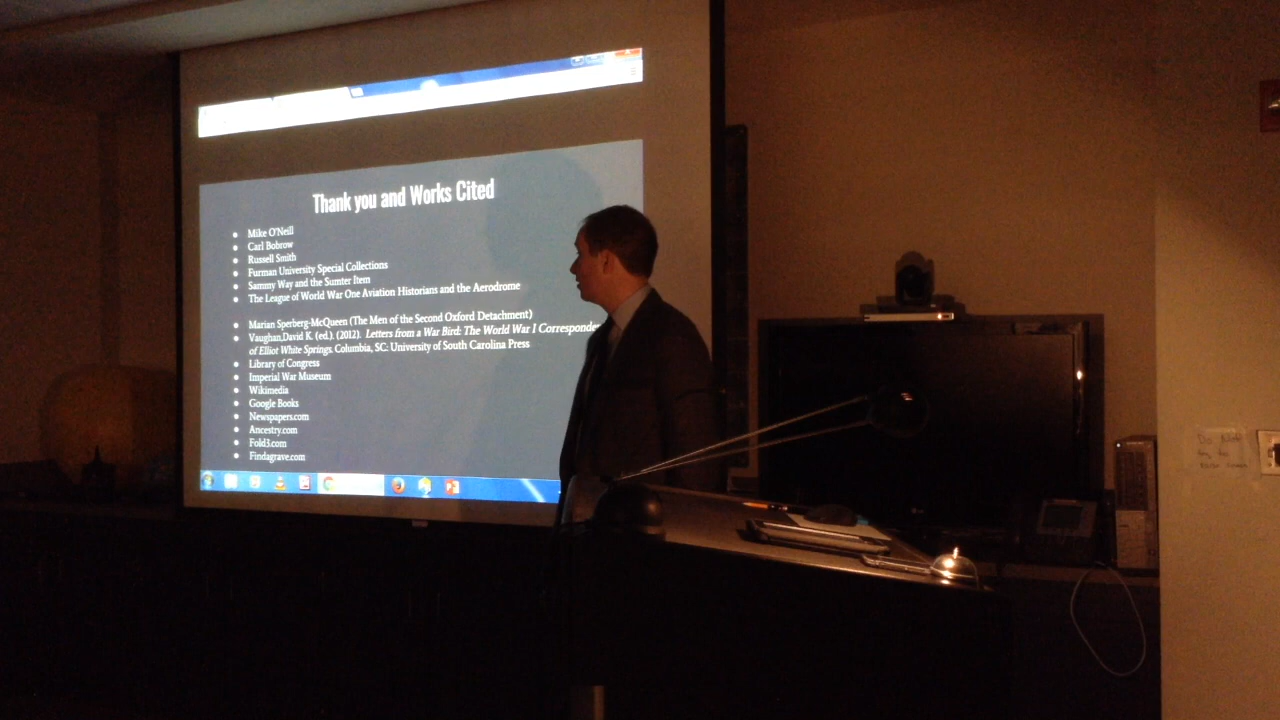 Thank you and Works Cited
Mike O'Neill
Carl Bobrow
Russell Smith
Furman University Special Collections
Sammy Way and the Sumter Item
The League of World War One Aviation Historians and the Aerodrome
Marian Sperberg-McQueen (The Men of the Second Oxford Detachment)
Vaughan,David K. (ed.). (2012). Letters from a War Bird: The World War I Corresponde
of Elliot White Springs. Columbia, SC: University of South Carolina Press
Library of Congress
Imperial War Museum
Wikimedia
Google Books
Newspapers.com
Ancestry.com
Fold3.com
Findagrave.com
Do Not